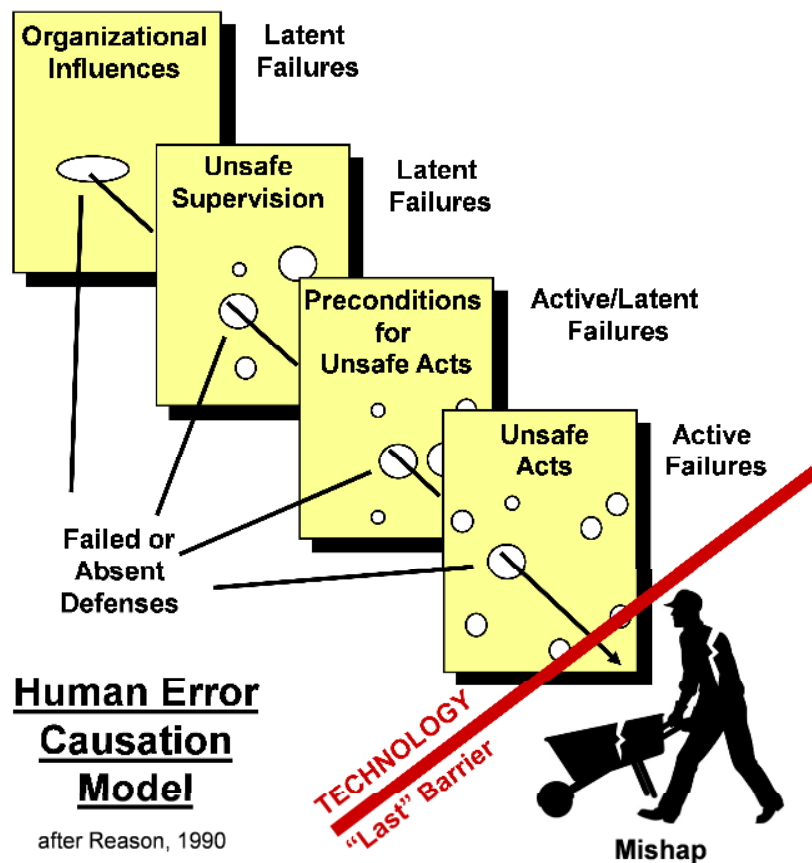 Organizational
Influences
Latent
Failures
Unsafe
Supervision
Latent
Failures
Preconditions
for
Unsafe Acts
Active/Latent
Failures
Unsafe
Acts
Active
Failures
Failed or
Absent
Defenses
Human Error
Causation
Model
after Reason, 1990
TECHNOLOGY
“Last” Barrier
Mishap